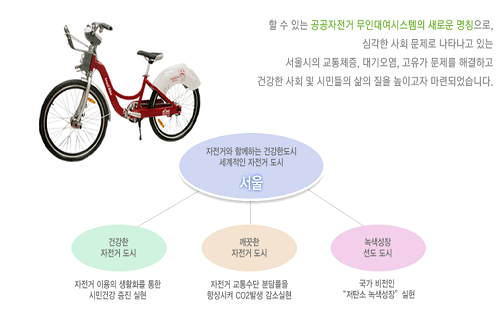 할 수 있는 공공자전거 무인대여시스템의 새로운 명칭으로,
심각한 사회 문제로 나타나고 있는
서울시의 교통체증, 대기오염, 고유가 문제를 해결하고
건강한 사회 및 시민들의 삶의 질을 높이고자 마련되었습니다.
자전거와 함께하는 건강한도시
세계적인 자전거 도시
서울
건강한
자전거 도시
깨끗한
자전거 도시
녹색성장
선도 도시
자전거 이용의 생활화를 통한
시민건강 증진 실현
자전거 교통수단 분담률을
향상시켜 CO2발생 감소실현
국가 비전인
"저탄소 녹색성장" 실현